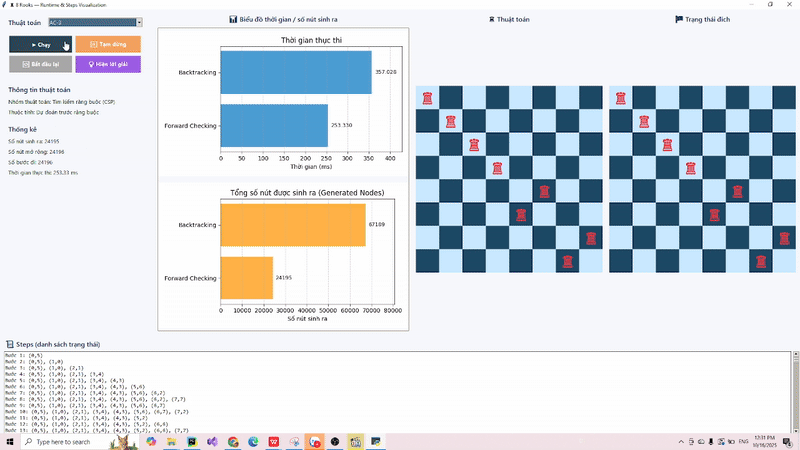 8 Rooks — Runtime & Steps Visualisation
Thuật toán:
AC-3
► Chạy
Tạm dừng
Bắt đầu lại
Hiện lời giải
Thông tin thuật toán
Nhóm thuật toán: Tìm kiếm ràng buộc (CSP)
Thuộc tính: Dự đoán trước ràng buộc
Thống kê
Số nút sinh ra: 24195
Số nút mở rộng: 24196
Số bước đi: 24196
Thời gian thực thi: 253.33 ms
Biểu đồ thời gian / số nút sinh ra
Thời gian thực thi
Backtracking
357.028
Forward Checking
253.330
0 50 100 150 200 250 300 350 400
Thời gian (ms)
Tổng số nút được sinh ra (Generated Nodes)
Backtracking
67189
Forward Checking
24195
0 10000 20000 30000 40000 50000 60000 70000 80000
Số nút sinh ra
Thuật toán
Trạng thái đích
Steps (danh sách trạng thái)
Bước 1: (0,5)
Bước 2: (0,5), (1,0)
Bước 3: (0,5), (1,0), (2,1)
Bước 4: (0,5), (1,0), (2,1), (3,4)
Bước 5: (0,5), (1,0), (2,1), (3,4), (4,3)
Bước 6: (0,5), (1,0), (2,1), (3,4), (4,3), (5,6)
Bước 7: (0,5), (1,0), (2,1), (3,4), (4,3), (5,6), (6,2)
Bước 8: (0,5), (1,0), (2,1), (3,4), (4,3), (5,6), (6,2), (7,7)
Bước 9: (0,5), (1,0), (2,1), (3,4), (4,3), (5,6), (6,7)
Bước 10: (0,5), (1,0), (2,1), (3,4), (4,3), (5,6), (6,7), (7,2)
Bước 11: (0,5), (1,0), (2,1), (3,4), (4,3), (5,2)
Bước 12: (0,5), (1,0), (2,1), (3,4), (4,3), (5,2), (6,6)
Bước 13: (0,5), (1,0), (2,1), (3,4), (4,3), (5,2), (6,6), (7,7)
Type here to search
ENG
12:31 PM
10/16/2025